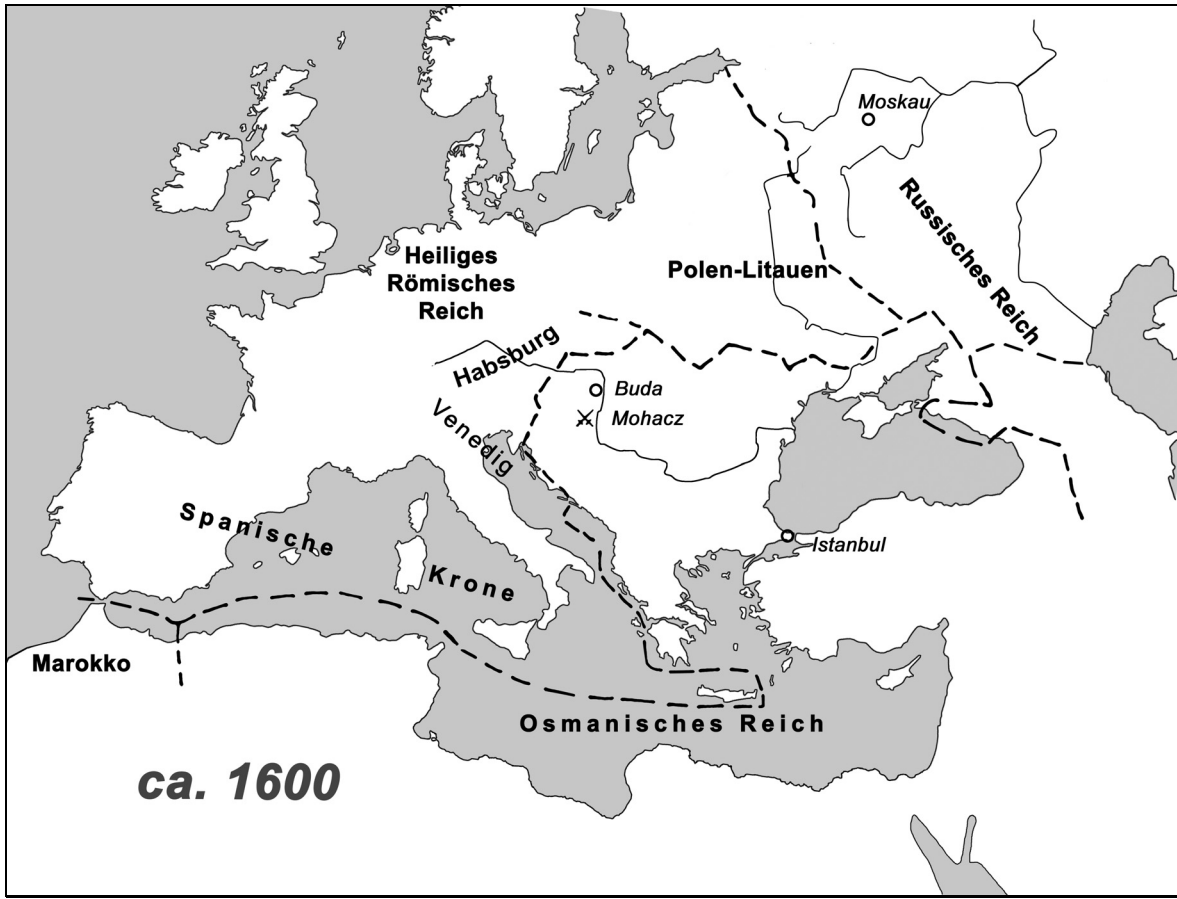 Moskau
Russisches Reich
Heiliges
Römisches
Reich
Polen-Litauen
Habsburg
Buda
Mohacz
Venedig
Spanische
Krone
Istanbul
Marokko
Osmanisches Reich
ca. 1600